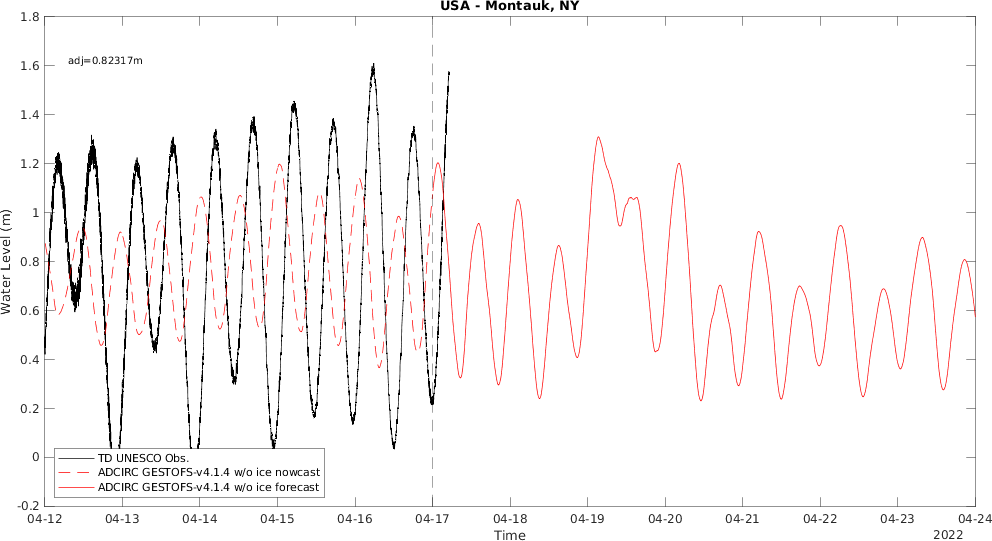 USA - Montauk, NY
1.8
1.6
1.4
1.2
1
0.8
0.6
0.4
0.2
0
-0.2
Water Level (m)
adj=0.82317m
TD UNESCO Obs.
ADCIRC GESTOFS-v4.1.4 w/o ice nowcast
ADCIRC GESTOFS-v4.1.4 w/o ice forecast
04-12 04-13 04-14 04-15 04-16 04-17 04-18 04-19 04-20 04-21 04-22 04-23 04-24
Time
2022